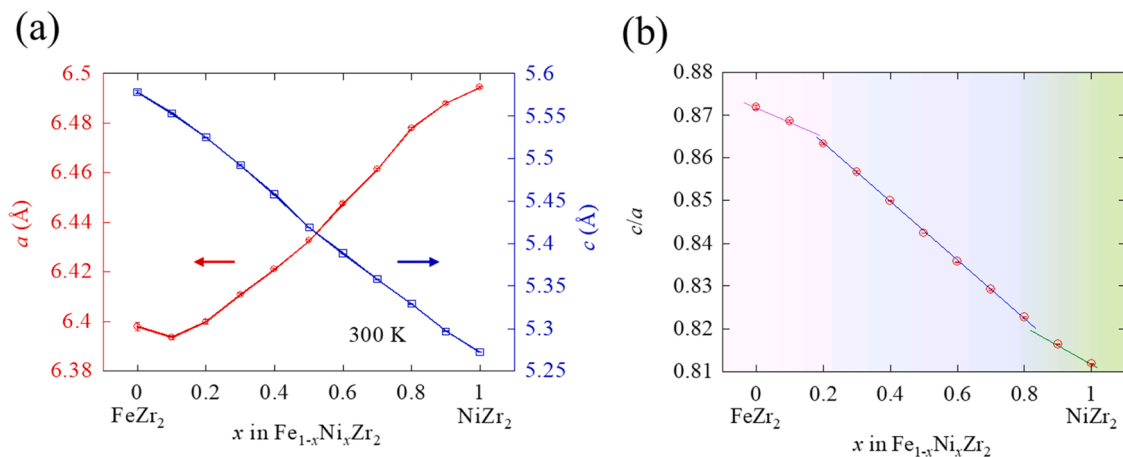 (a)
6.5
6.48
6.46
6.44
6.42
6.4
6.38
a (Å)
5.6
5.55
5.5
5.45
5.4
5.35
5.3
5.25
c (Å)
300 K
0 0.2 0.4 0.6 0.8 1
FeZr₂ NiZr₂
x in Fe₁₋ₓNiₓZr₂
(b)
0.88
0.87
0.86
0.85
0.84
0.83
0.82
0.81
c/a
0 0.2 0.4 0.6 0.8 1
FeZr₂ NiZr₂
x in Fe₁₋ₓNiₓZr₂